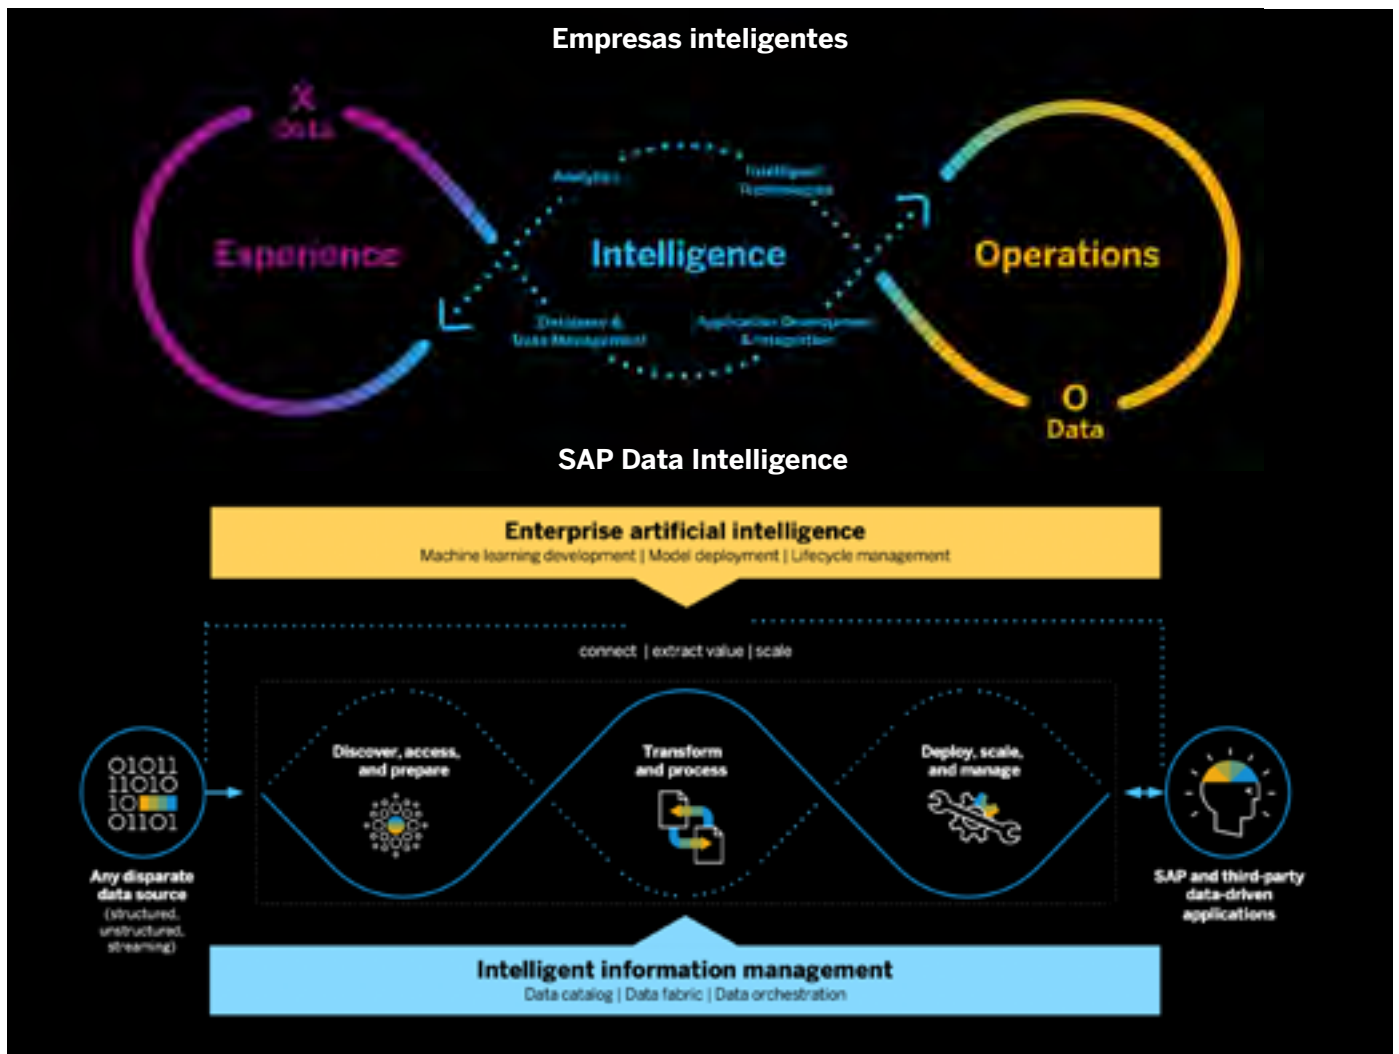 Empresas inteligentes
X
data
Analytics
Intelligent
Technologies
Experience
Intelligence
Operations
Database &
Data Management
Application Development
& Integration
O
Data
SAP Data Intelligence
Enterprise artificial intelligence
Machine learning development | Model deployment | Lifecycle management
connect | extract value | scale
Discover, access,
and prepare
Transform
and process
Deploy, scale,
and manage
01011
11010
10
01101
Any disparate
data source
(structured,
unstructured,
streaming)
SAP and third-party
data-driven
applications
Intelligent information management
Data catalog | Data fabric | Data orchestration